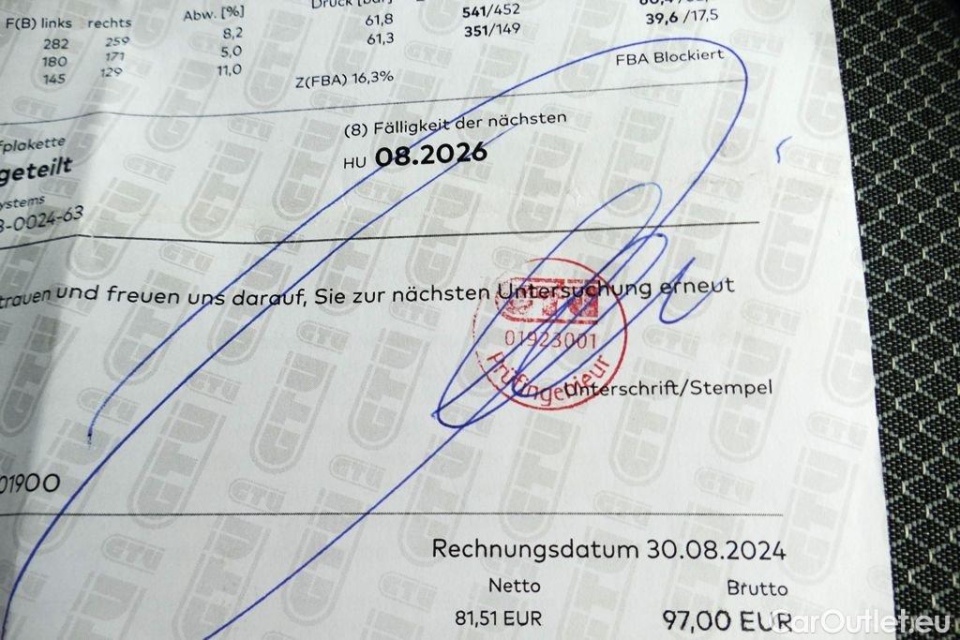 F(B) links rechts Abw. [%] Druck [bar]
282 259 8,2 61,8 541/452
180 171 5,0 61,3 351/149 39,6 /17,5
145 129 11,0
Z(FBA) 16,3% FBA Blockiert
fplakette (8) Fälligkeit der nächsten
geteilt HU 08.2026
ystems
-0024-63
trauen und freuen uns darauf, Sie zur nächsten Untersuchung erneut
GTÜ
01923001
Prüfingenieur
Unterschrift/Stempel
01900
Rechnungsdatum 30.08.2024
Netto Brutto
81,51 EUR 97,00 EUR
CarOutlet.eu